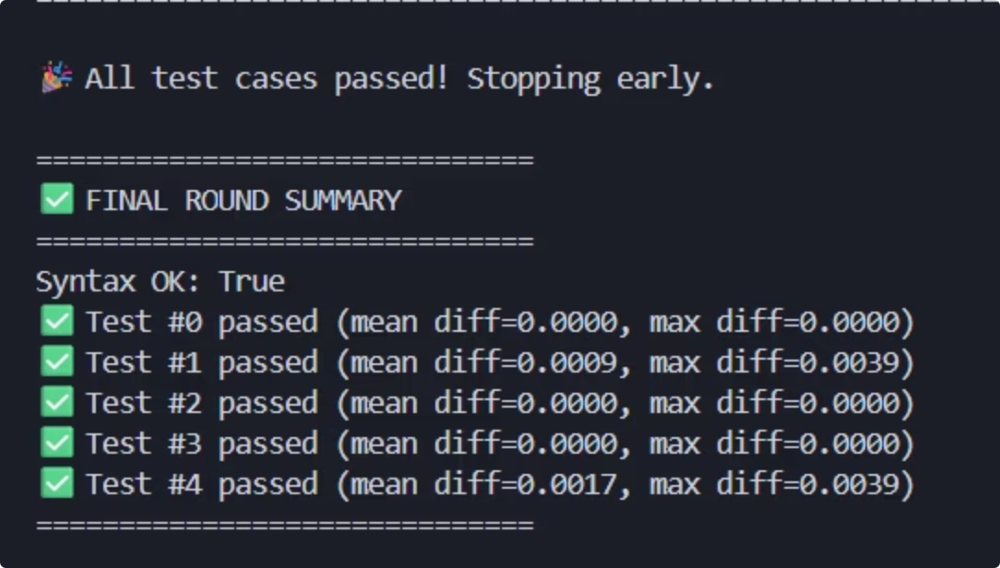 🎉 All test cases passed! Stopping early.
==============================
✅ FINAL ROUND SUMMARY
==============================
Syntax OK: True
✅ Test #0 passed (mean diff=0.0000, max diff=0.0000)
✅ Test #1 passed (mean diff=0.0009, max diff=0.0039)
✅ Test #2 passed (mean diff=0.0000, max diff=0.0000)
✅ Test #3 passed (mean diff=0.0000, max diff=0.0000)
✅ Test #4 passed (mean diff=0.0017, max diff=0.0039)
==============================